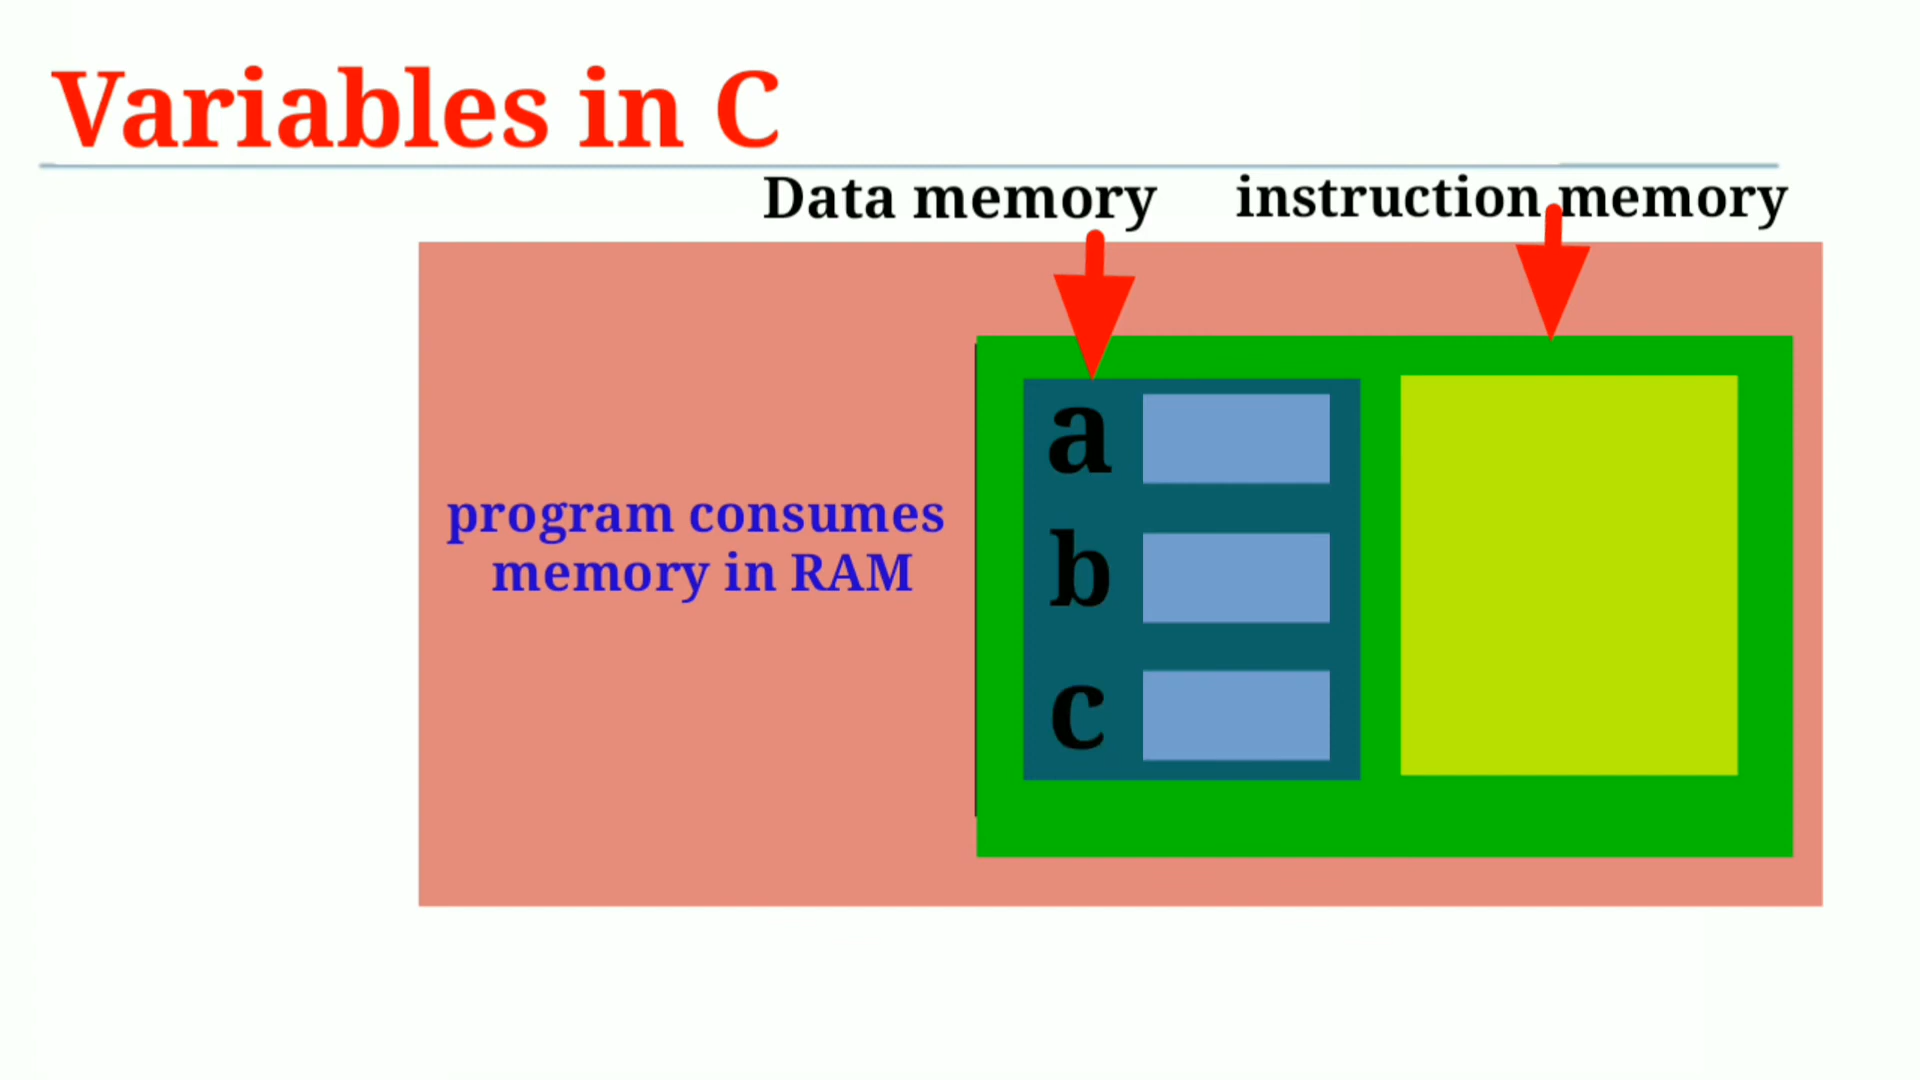 Variables in C
Data memory
instruction memory
a
program consumes
memory in RAM
b
c